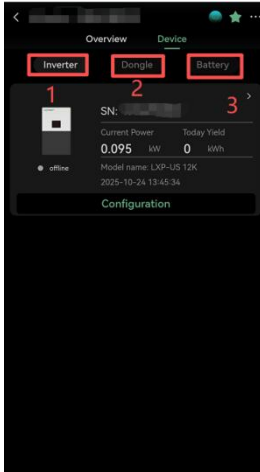 Overview Device
Inverter Dongle Battery
1 2 3
SN:
Current Power Today Yield
0.095 kW 0 kWh
offline Model name: LXP-US 12K
2025-10-24 13:45:34
Configuration